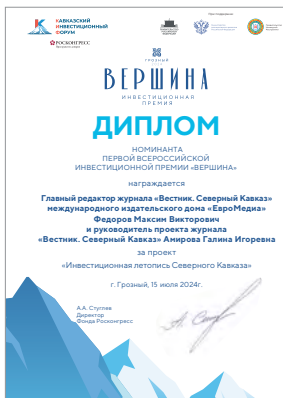 КАВКАЗСКИЙ
ИНВЕСТИЦИОННЫЙ
ФОРУМ
РОСКОНГРЕСС
ГРОЗНЫЙ
ВЕРШИНА
ИНВЕСТИЦИОННАЯ
ПРЕМИЯ
ДИПЛОМ
НОМИНАНТА
ПЕРВОЙ ВСЕРОССИЙСКОЙ
ИНВЕСТИЦИОННОЙ ПРЕМИИ «ВЕРШИНА»
награждается
Главный редактор журнала «Вестник. Северный Кавказ»
международного издательского дома «ЕвроМедиа»
Федоров Максим Викторович
и руководитель проекта журнала
«Вестник. Северный Кавказ» Амирова Галина Игоревна
за проект
«Инвестиционная летопись Северного Кавказа»
г. Грозный, 15 июля 2024г.
А.А. Стуглев
Директор
Фонда Росконгресс